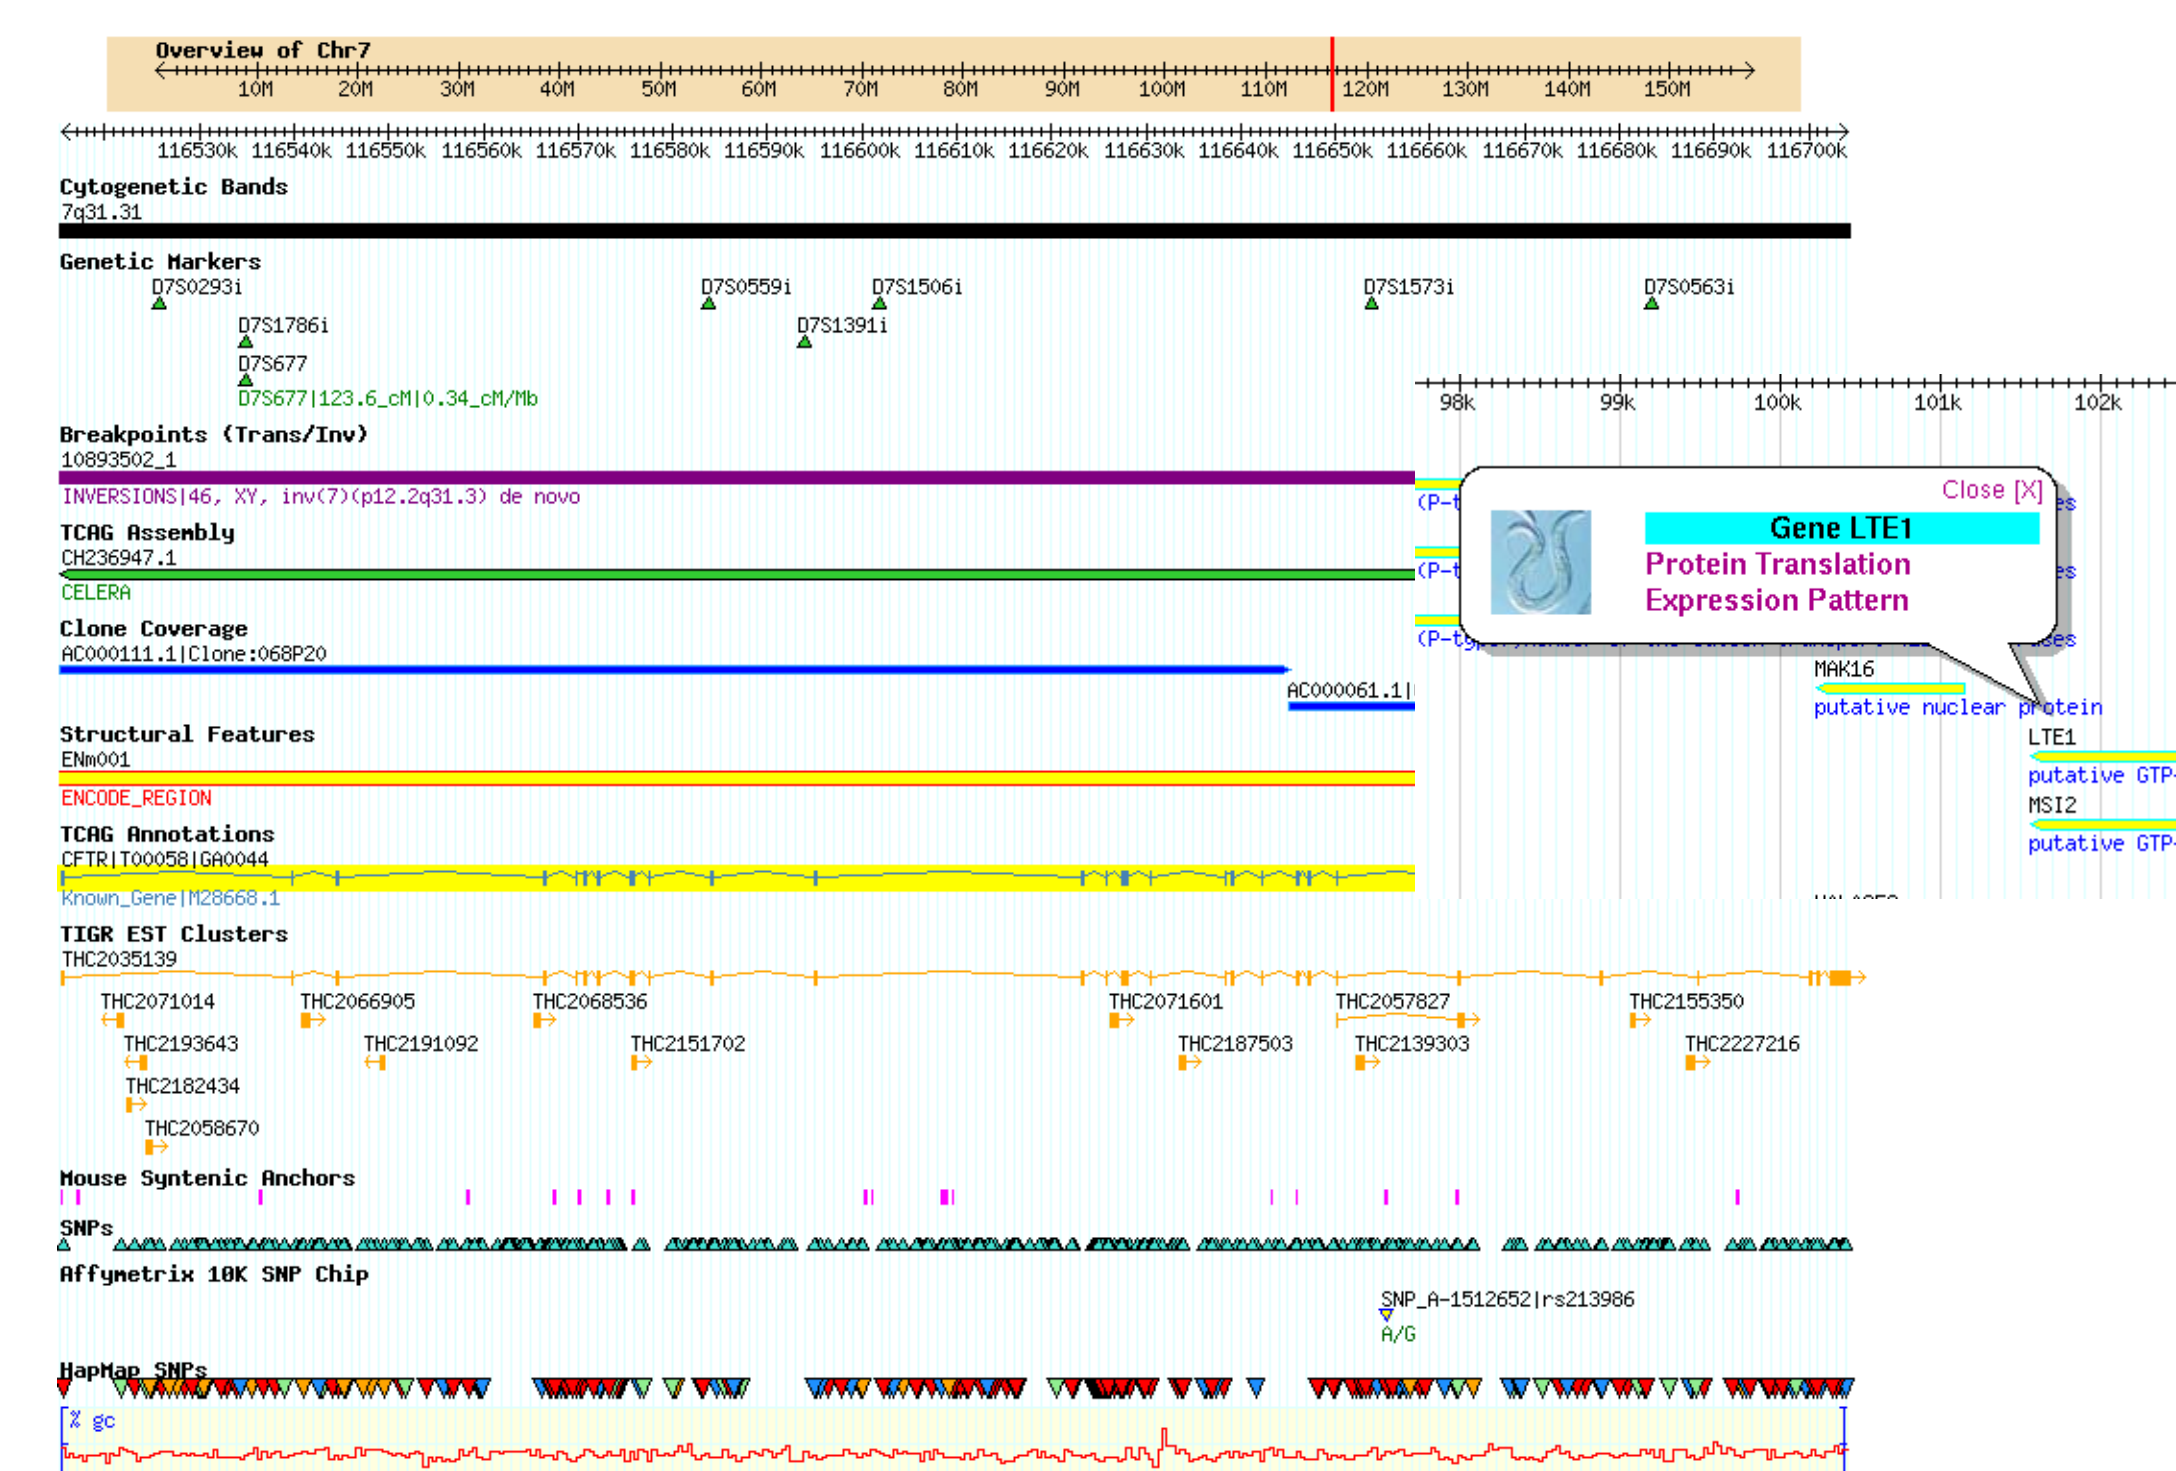 Overview of Chr7
10M 20M 30M 40M 50M 60M 70M 80M 90M 100M 110M 120M 130M 140M 150M
116530k 116540k 116550k 116560k 116570k 116580k 116590k 116600k 116610k 116620k 116630k 116640k 116650k 116660k 116670k 116680k 116690k 116700k
Cytogenetic Bands
7q31.31
Genetic Markers
D7S0293i D7S0559i D7S1506i D7S1573i D7S0563i
D7S1786i D7S1391i
D7S677
D7S677|123.6_cM|0.34_cM/Mb
98k 99k 100k 101k 102k
Breakpoints (Trans/Inv)
10893502_1
INVERSIONS|46, XY, inv(7)(p12.2q31.3) de novo
Close [X]
Gene LTE1
Protein Translation
Expression Pattern
TCAG Assembly
CH236947.1
CELERA
Clone Coverage
AC000111.1|Clone:068P20
AC000061.1|
MAK16
putative nuclear protein
LTE1
putative GTP-
MSI2
putative GTP-
Structural Features
ENm001
ENCODE_REGION
TCAG Annotations
CFTR|T00058|GA0044
Known_Gene|M28668.1
TIGR EST Clusters
THC2035139
THC2071014 THC2066905 THC2068536 THC2071601 THC2057827 THC2155350
THC2193643 THC2191092 THC2151702 THC2187503 THC2139303 THC2227216
THC2182434
THC2058670
Mouse Syntenic Anchors
SNPs
Affymetrix 10K SNP Chip
SNP_A-1512652|rs213986
A/G
HapMap SNPs
% gc